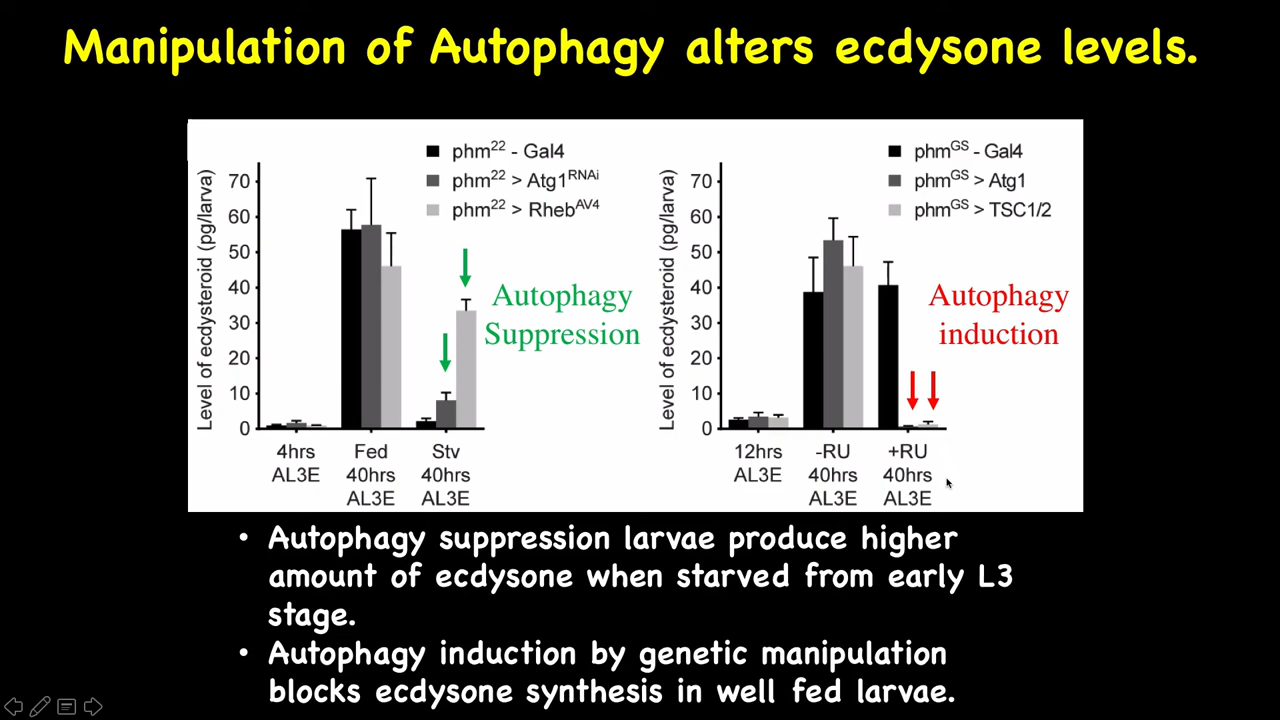 Manipulation of Autophagy alters ecdysone levels.
Level of ecdysteroid (pg/larva)
70
60
50
40
30
20
10
0
phm22 - Gal4
phm22 > Atg1RNAi
phm22 > RhebAV4
Autophagy
Suppression
4hrs
AL3E
Fed
40hrs
AL3E
Stv
40hrs
AL3E
Level of ecdysteroid (pg/larva)
70
60
50
40
30
20
10
0
phmGS - Gal4
phmGS > Atg1
phmGS > TSC1/2
Autophagy
induction
12hrs
AL3E
-RU
40hrs
AL3E
+RU
40hrs
AL3E
• Autophagy suppression larvae produce higher
amount of ecdysone when starved from early L3
stage.
• Autophagy induction by genetic manipulation
blocks ecdysone synthesis in well fed larvae.